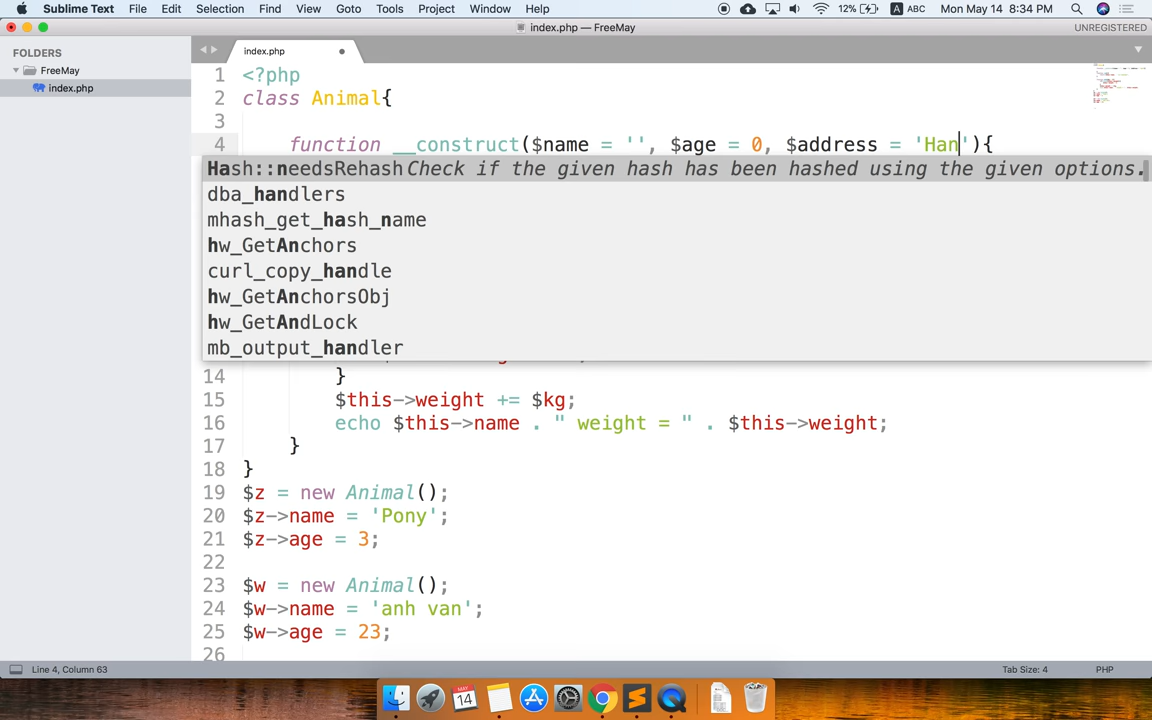 Sublime Text File Edit Selection Find View Goto Tools Project Window Help 12% A ABC Mon May 14 8:34 PM
index.php — FreeMay UNREGISTERED
FOLDERS
FreeMay
index.php
index.php
1 <?php
2 class Animal{
3
4 function __construct($name = '', $age = 0, $address = 'Han'){
Hash::needsRehash Check if the given hash has been hashed using the given options.
dba_handlers
mhash_get_hash_name
hw_GetAnchors
curl_copy_handle
hw_GetAnchorsObj
hw_GetAndLock
mb_output_handler
14 }
15 $this->weight += $kg;
16 echo $this->name . " weight = " . $this->weight;
17 }
18 }
19 $z = new Animal();
20 $z->name = 'Pony';
21 $z->age = 3;
22
23 $w = new Animal();
24 $w->name = 'anh van';
25 $w->age = 23;
26
Line 4, Column 63 Tab Size: 4 PHP
MAY
14